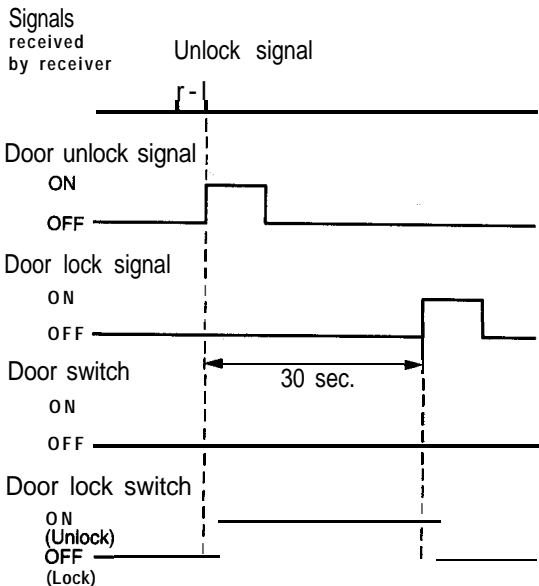 Signals
received
by receiver
Unlock signal
Door unlock signal
ON
OFF
Door lock signal
ON
OFF
30 sec.
Door switch
ON
OFF
Door lock switch
ON
(Unlock)
OFF
(Lock)